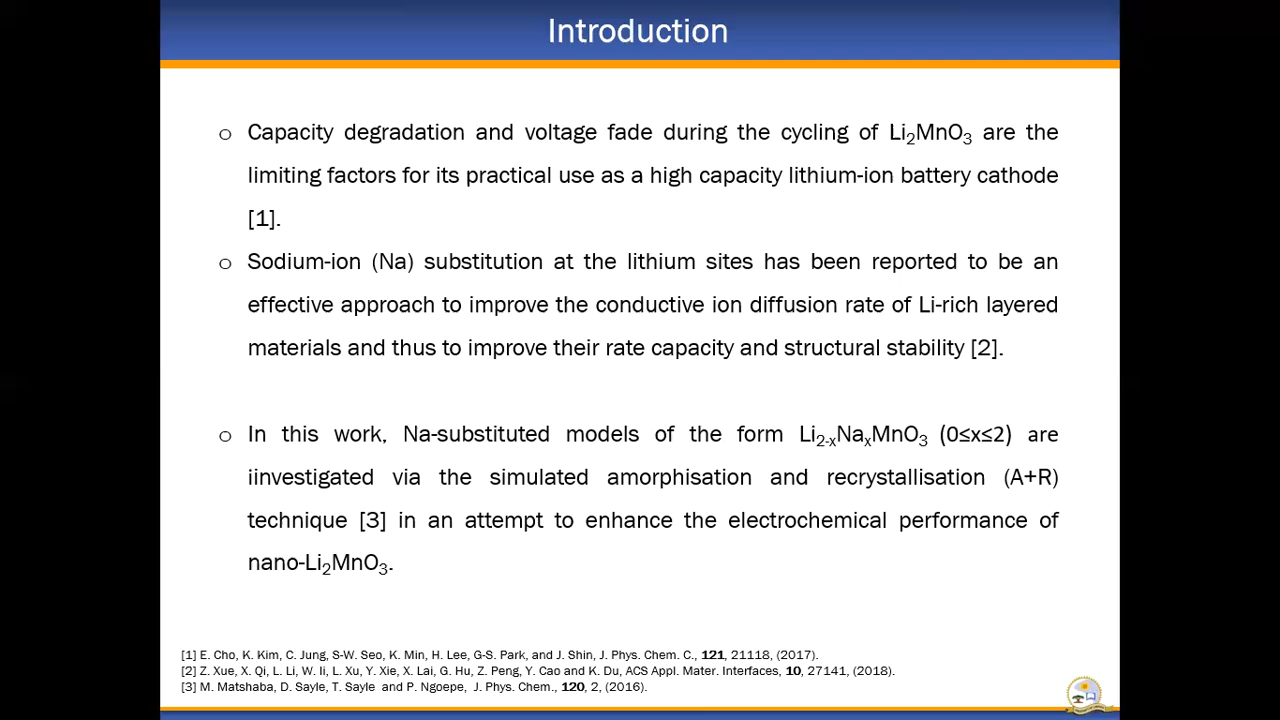 Introduction
o Capacity degradation and voltage fade during the cycling of Li₂MnO₃ are the
limiting factors for its practical use as a high capacity lithium-ion battery cathode
[1].
o Sodium-ion (Na) substitution at the lithium sites has been reported to be an
effective approach to improve the conductive ion diffusion rate of Li-rich layered
materials and thus to improve their rate capacity and structural stability [2].
o In this work, Na-substituted models of the form Li₂₋ₓNaₓMnO₃ (0≤x≤2) are
iinvestigated via the simulated amorphisation and recrystallisation (A+R)
technique [3] in an attempt to enhance the electrochemical performance of
nano-Li₂MnO₃.
[1] E. Cho, K. Kim, C. Jung, S-W. Seo, K. Min, H. Lee, G-S. Park, and J. Shin, J. Phys. Chem. C., 121, 21118, (2017).
[2] Z. Xue, X. Qi, L. Li, W. li, L. Xu, Y. Xie, X. Lai, G. Hu, Z. Peng, Y. Cao and K. Du, ACS Appl. Mater. Interfaces, 10, 27141, (2018).
[3] M. Matshaba, D. Sayle, T. Sayle and P. Ngoepe, J. Phys. Chem., 120, 2, (2016).